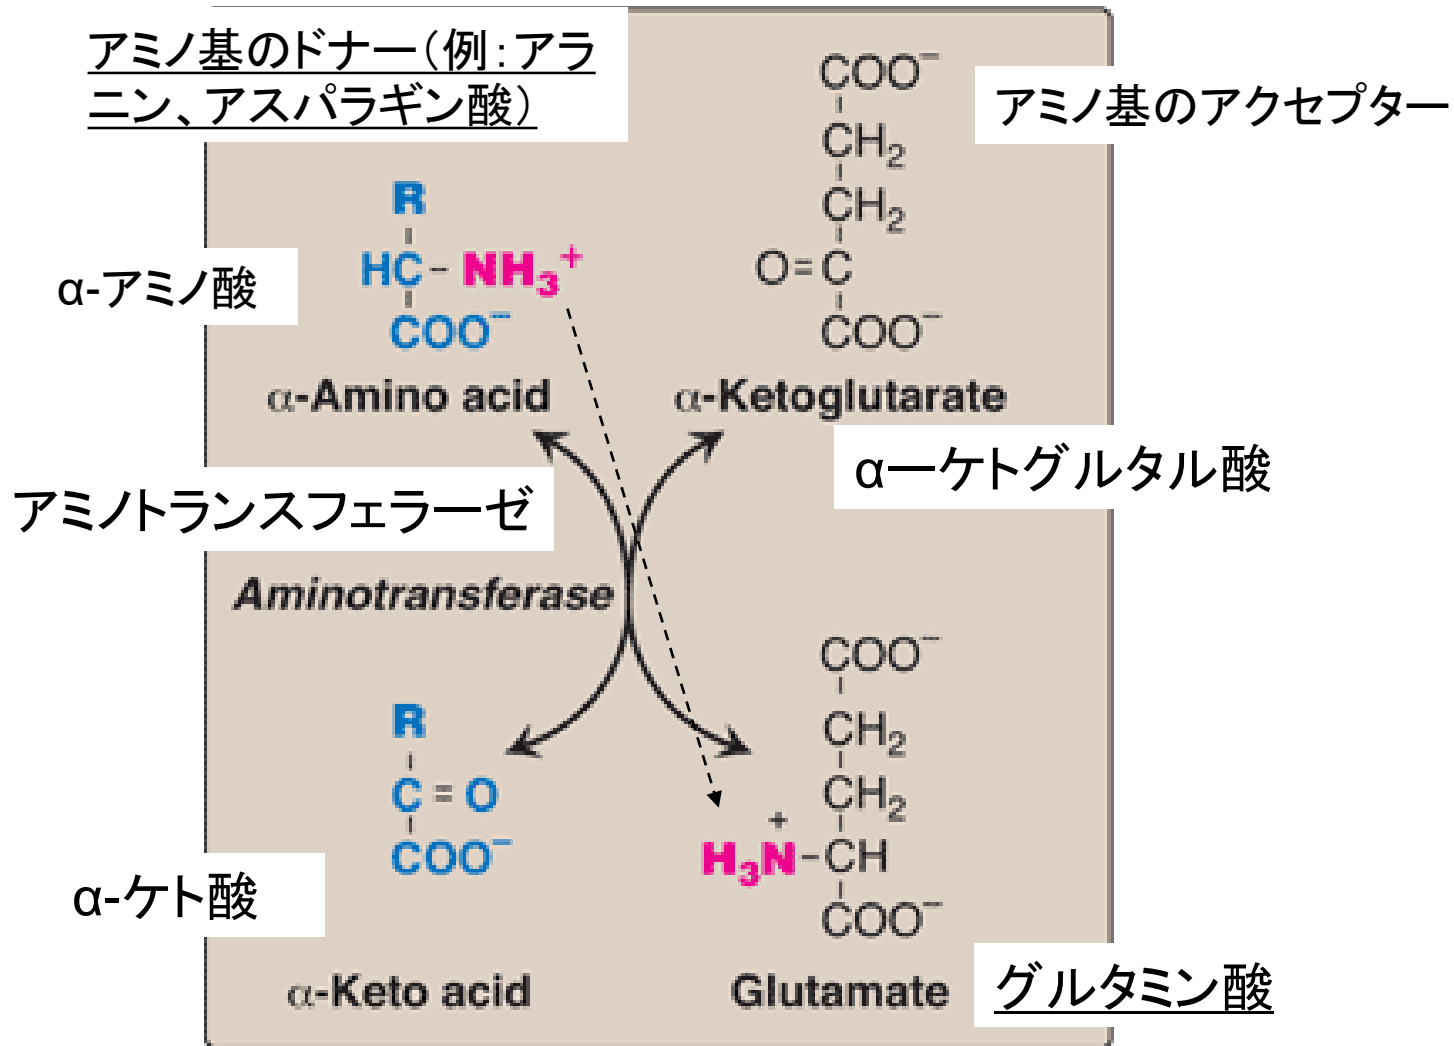 アミノ基のドナー（例：アラ
ニン、アスパラギン酸）
アミノ基のアクセプター
R
HC-NH₃⁺
COO⁻
α-アミノ酸
α-Amino acid
COO⁻
CH₂
CH₂
O=C
COO⁻
α-Ketoglutarate
αーケトグルタル酸
アミノトランスフェラーゼ
Aminotransferase
R
C=O
COO⁻
α-ケト酸
α-Keto acid
COO⁻
CH₂
CH₂
+
H₃N-CH
COO⁻
Glutamate
グルタミン酸